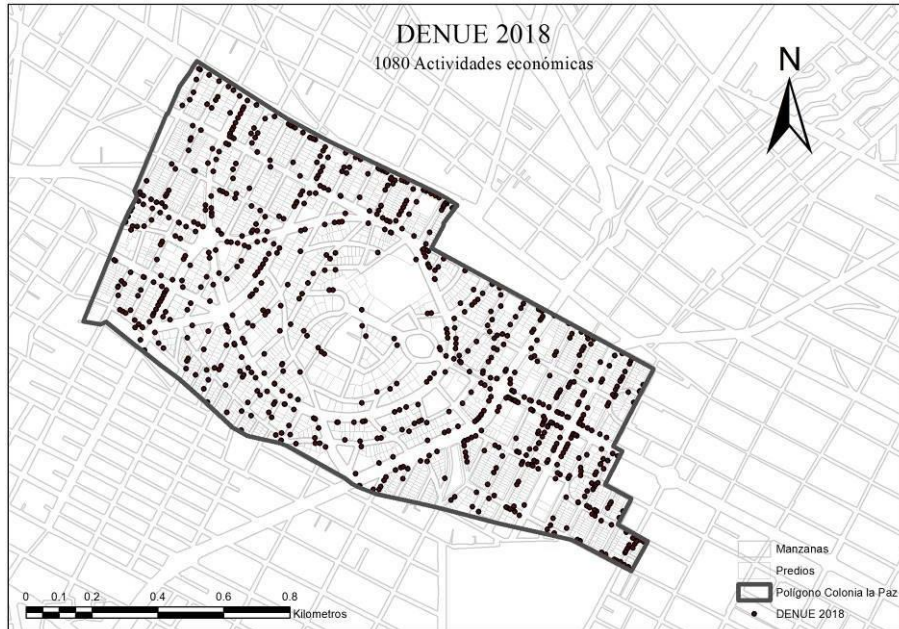 DENUE 2018
1080 Actividades económicas
N
Manzanas
Predios
Polígono Colonia la Paz
DENUE 2018
0 0.1 0.2 0.4 0.6 0.8
Kilometros